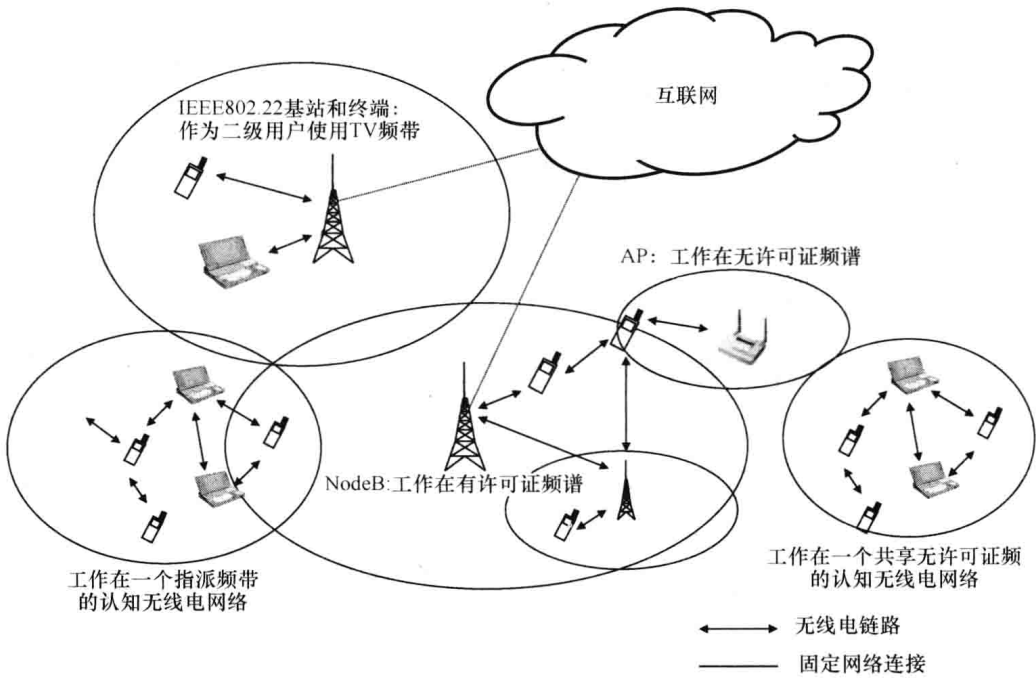 互联网
IEEE802.22基站和终端:
作为二级用户使用TV频带
AP：工作在无许可证频谱
NodeB:工作在有许可证频谱
工作在一个指派频带
的认知无线电网络
工作在一个共享无许可证频
的认知无线电网络
无线电链路
固定网络连接